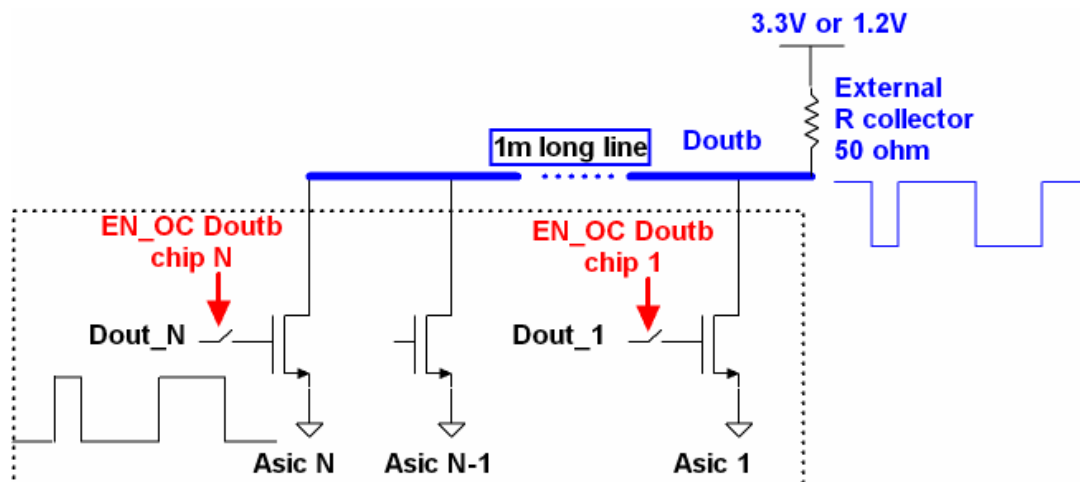 3.3V or 1.2V
External
R collector
50 ohm
1m long line
Doutb
EN_OC Doutb
chip N
EN_OC Doutb
chip 1
Dout_N
Dout_1
Asic N
Asic N-1
Asic 1